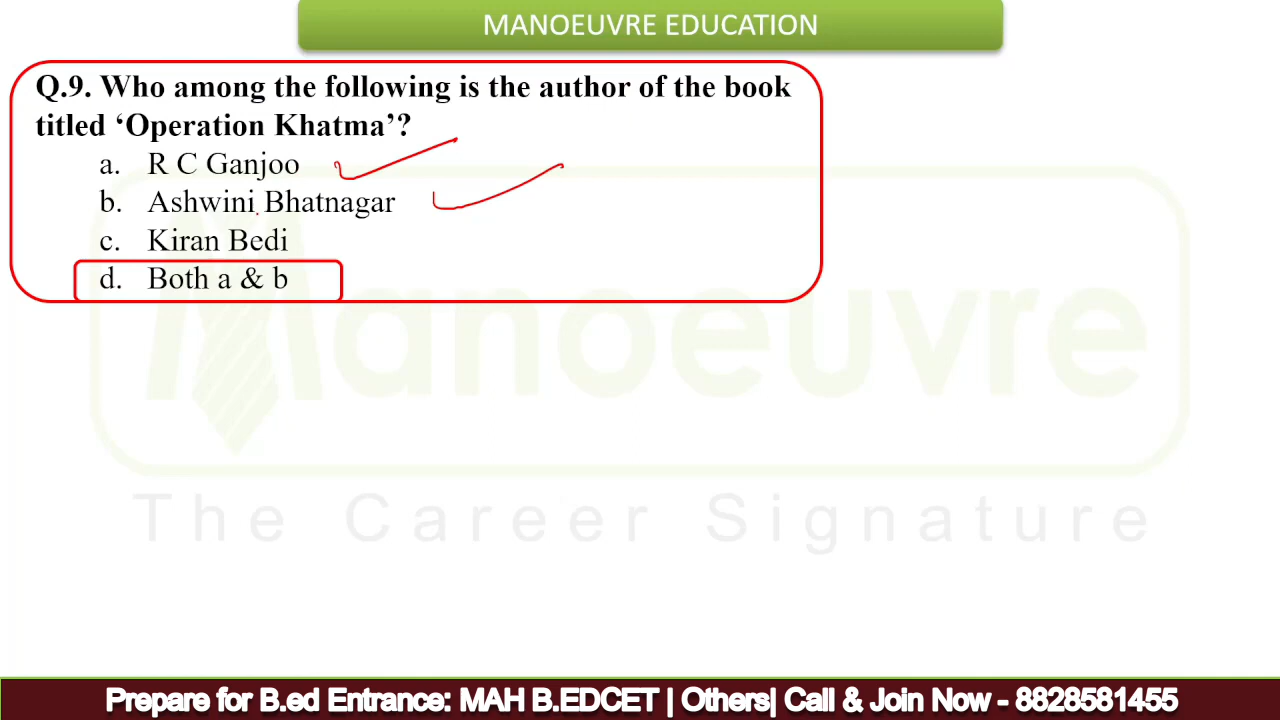 MANOEUVRE EDUCATION
Q.9. Who among the following is the author of the book
titled ‘Operation Khatma’?
a. R C Ganjoo
b. Ashwini Bhatnagar
c. Kiran Bedi
d. Both a & b
Manoeuvre
The Career Signature
Prepare for B.ed Entrance: MAH B.EDCET | Others| Call & Join Now - 8828581455